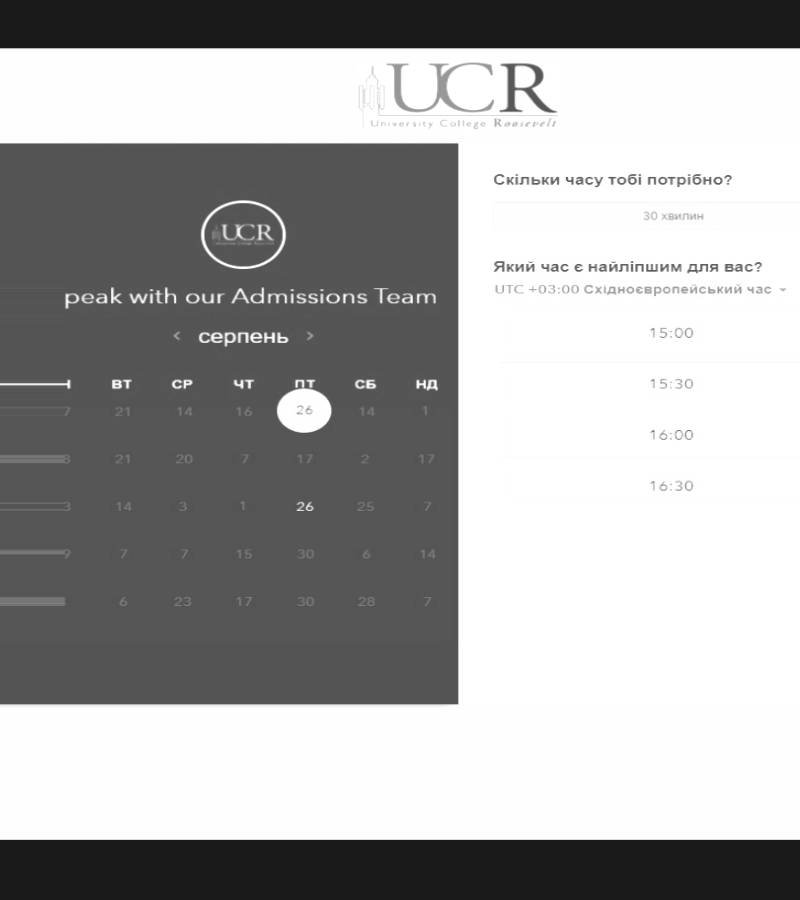 UCR
University College Roosevelt
UCR
peak with our Admissions Team
< серпень >
ВТ СР ЧТ ПТ СБ НД
7 21 14 16 26 14 1
8 21 20 7 17 2 17
3 14 3 1 26 25 7
9 7 7 15 30 6 14
6 23 17 30 28 7
Скільки часу тобі потрібно?
30 хвилин
Який час є найліпшим для вас?
UTC +03:00 Східноєвропейський час
15:00
15:30
16:00
16:30